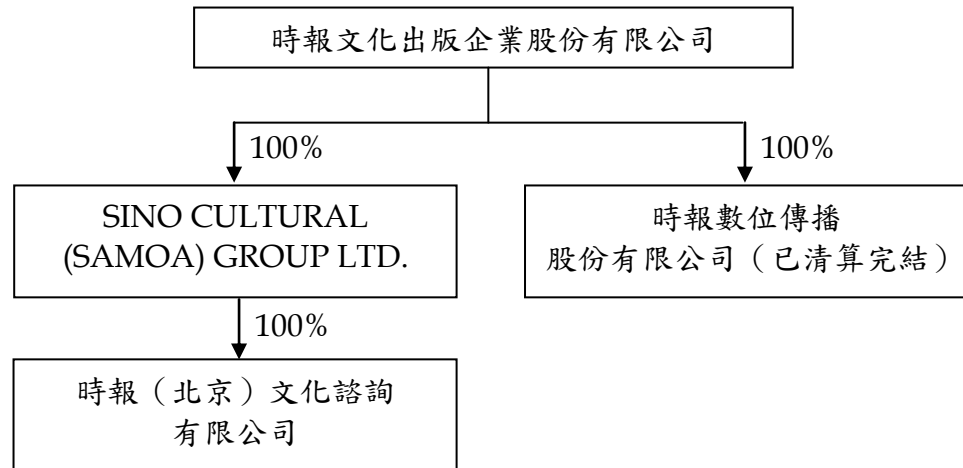 時報文化出版企業股份有限公司
100%
100%
SINO CULTURAL
(SAMOA) GROUP LTD.
時報數位傳播
股份有限公司（已清算完結）
100%
時報（北京）文化諮詢
有限公司